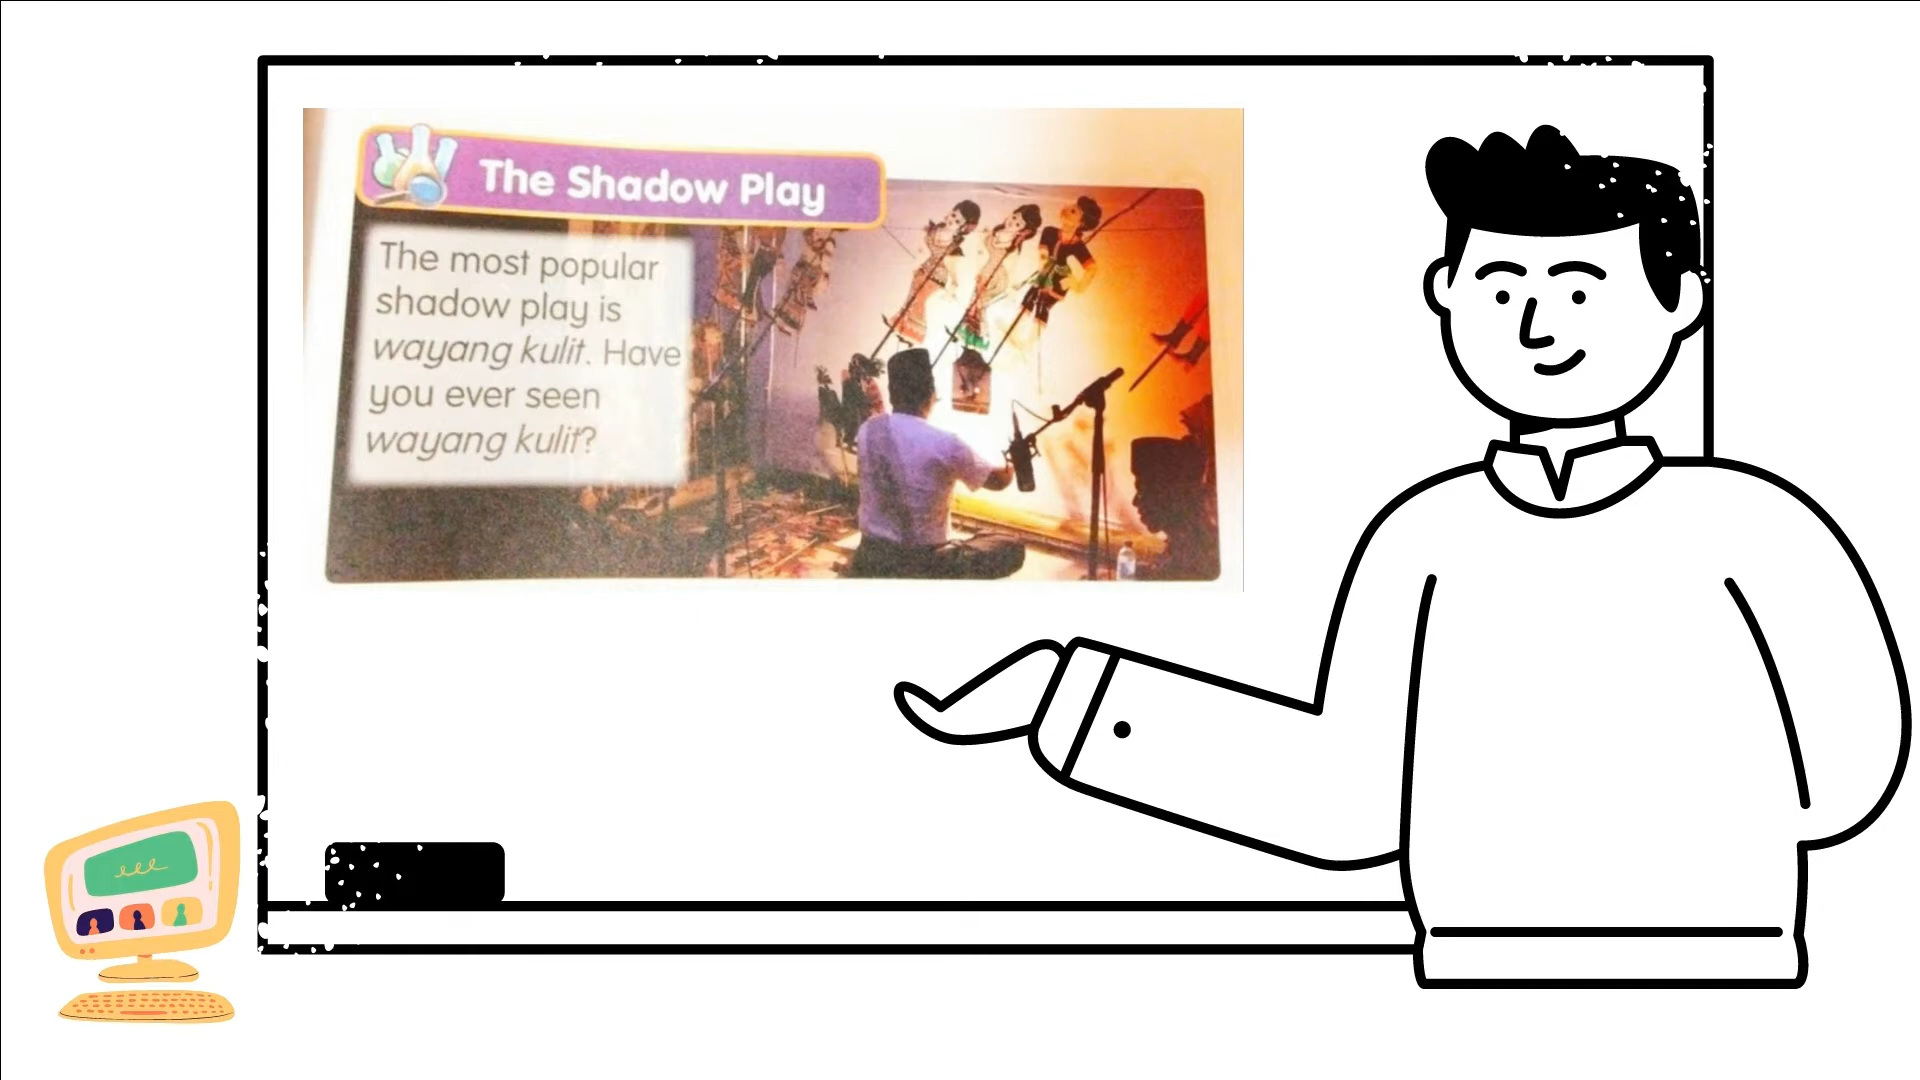 The Shadow Play
The most popular
shadow play is
wayang kulit. Have
you ever seen
wayang kulit?